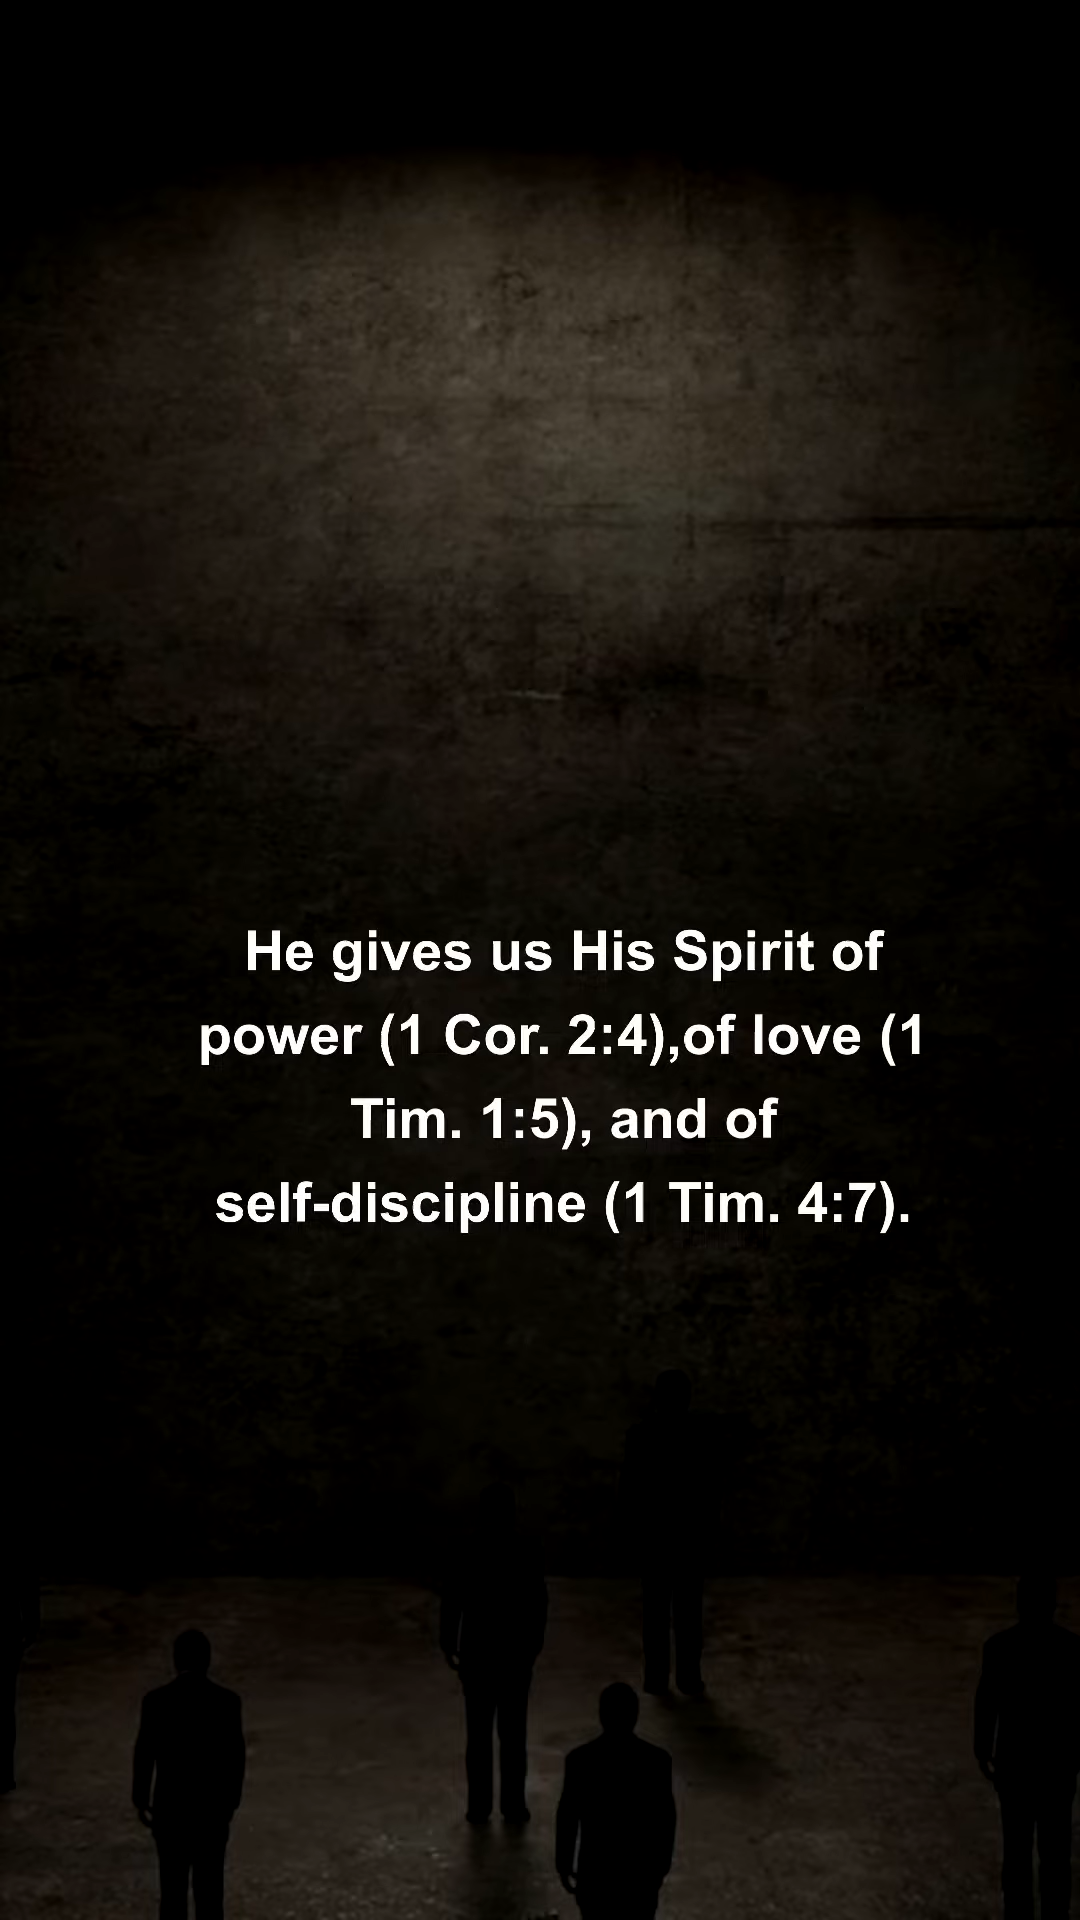 He gives us His Spirit of
power (1 Cor. 2:4),of love (1
Tim. 1:5), and of
self-discipline (1 Tim. 4:7).